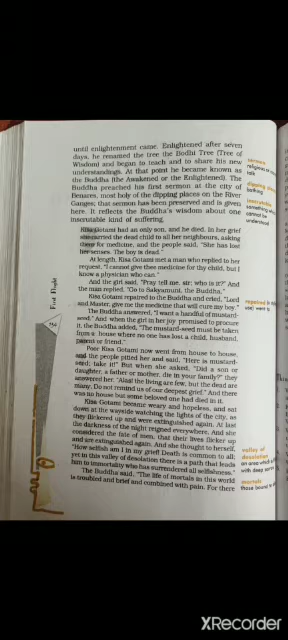 until enlightenment came. Enlightened after seven
days, he renamed the tree the Bodhi Tree (Tree of
Wisdom) and began to teach and to share his new
understandings. At that point he became known as
the Buddha (the Awakened or the Enlightened). The
Buddha preached his first sermon at the city of
Benares, most holy of the dipping places on the River
Ganges; that sermon has been preserved and is given
here. It reflects the Buddha's wisdom about one
inscrutable kind of suffering.
Kisa Gotami had an only son, and he died. In her grief
she carried the dead child to all her neighbours, asking
them for medicine, and the people said, "She has lost
her senses. The boy is dead."
At length, Kisa Gotami met a man who replied to her
request, "I cannot give thee medicine for thy child, but I
know a physician who can."
And the girl said, "Pray tell me, sir; who is it?" And
the man replied, "Go to Sakyamuni, the Buddha."
Kisa Gotami repaired to the Buddha and cried, "Lord
and Master, give me the medicine that will cure my boy."
The Buddha answered, "I want a handful of mustard-
seed." And when the girl in her joy promised to procure
it, the Buddha added, "The mustard-seed must be taken
from a house where no one has lost a child, husband,
parent or friend."
Poor Kisa Gotami now went from house to house,
and the people pitied her and said, "Here is mustard-
seed; take it!" But when she asked, "Did a son or
daughter, a father or mother, die in your family?" they
answered her, "Alas! the living are few, but the dead are
many. Do not remind us of our deepest grief." And there
was no house but some beloved one had died in it.
Kisa Gotami became weary and hopeless, and sat
down at the wayside watching the lights of the city, as
they flickered up and were extinguished again. At last
the darkness of the night reigned everywhere. And she
considered the fate of men, that their lives flicker up
and are extinguished again. And she thought to herself,
"How selfish am I in my grief! Death is common to all;
yet in this valley of desolation there is a path that leads
him to immortality who has surrendered all selfishness."
The Buddha said, "The life of mortals in this world
is troubled and brief and combined with pain. For there
sermon
religious or
talk
dipping
bathing
inscrutable
something which
cannot be
understood
repaired
use) went to
valley of
desolation
an area which is
with deep sorrow
mortals
those bound to
First Flight
134
XRecorder